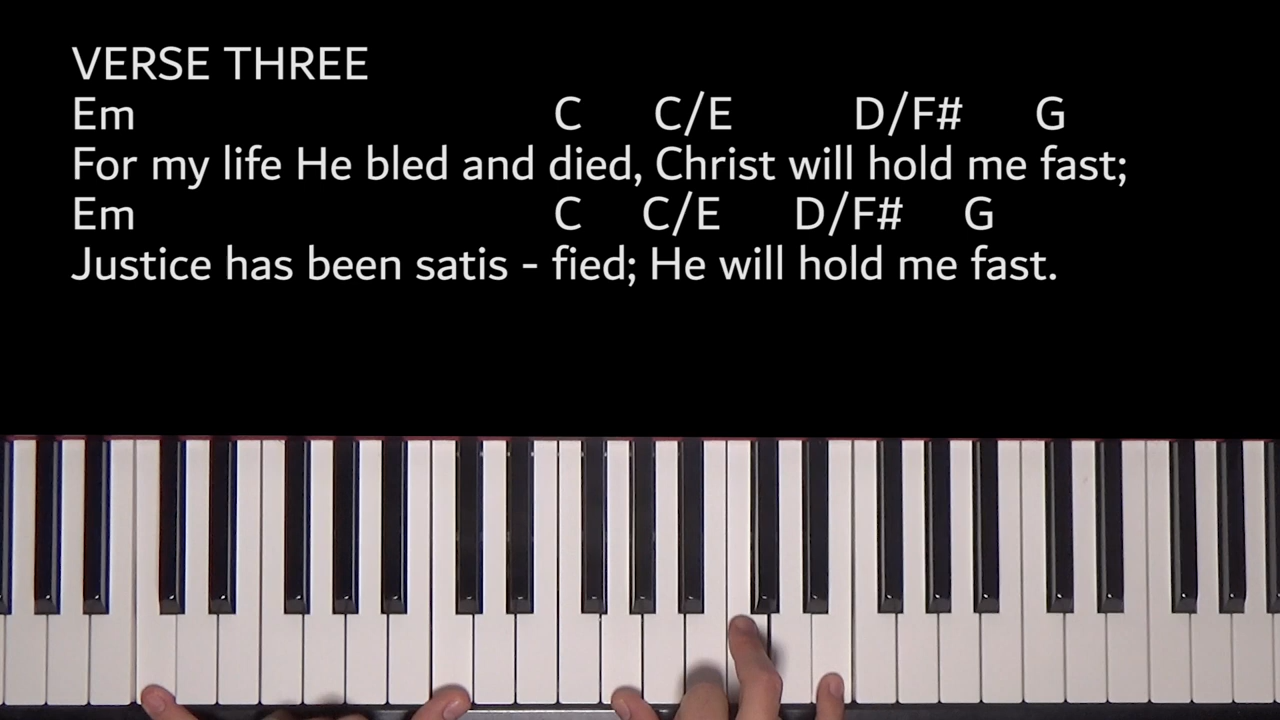 VERSE THREE
Em C C/E D/F# G
For my life He bled and died, Christ will hold me fast;
Em C C/E D/F# G
Justice has been satis - fied; He will hold me fast.